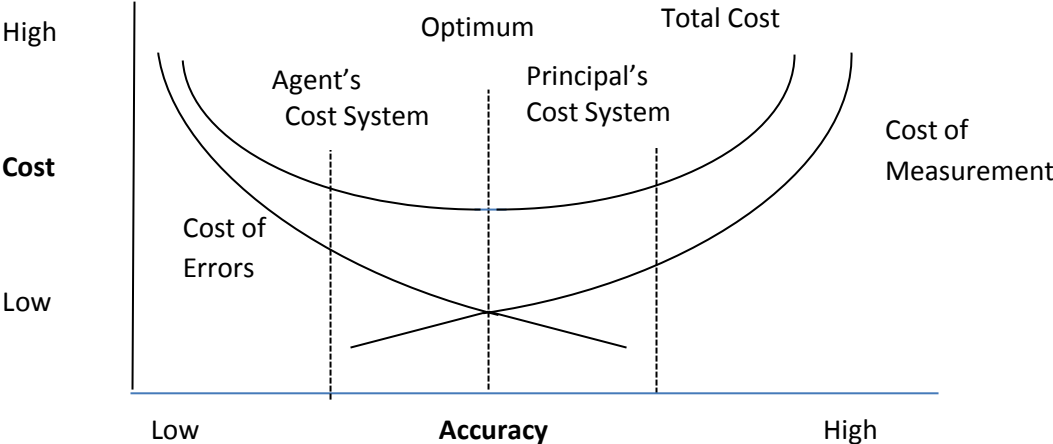 High
Optimum
Total Cost
Agent’s
Cost System
Principal’s
Cost System
Cost of
Measurement
Cost
Cost of
Errors
Low
Low
Accuracy
High